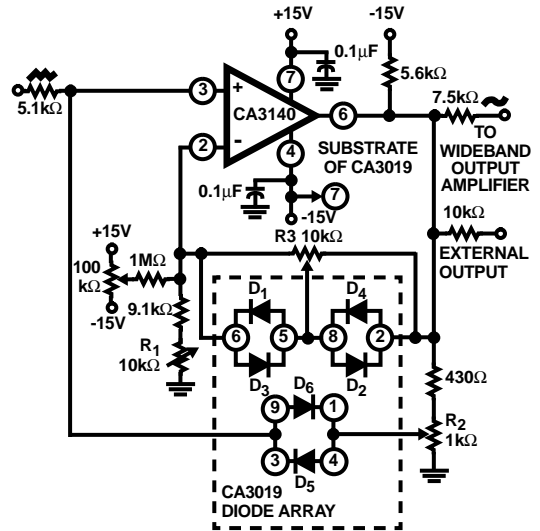 +15V
-15V
0.1μF
5.6kΩ
5.1kΩ
7
3
+
CA3140
6
7.5kΩ
TO
WIDEBAND
OUTPUT
AMPLIFIER
2
-
4
SUBSTRATE
OF CA3019
0.1μF
7
-15V
10kΩ
EXTERNAL
OUTPUT
+15V
R3 10kΩ
1MΩ
100
kΩ
-15V
9.1kΩ
R1
10kΩ
D1
D4
6
5
8
2
D3
D2
430Ω
D6
9
1
R2
1kΩ
3
4
D5
CA3019
DIODE ARRAY